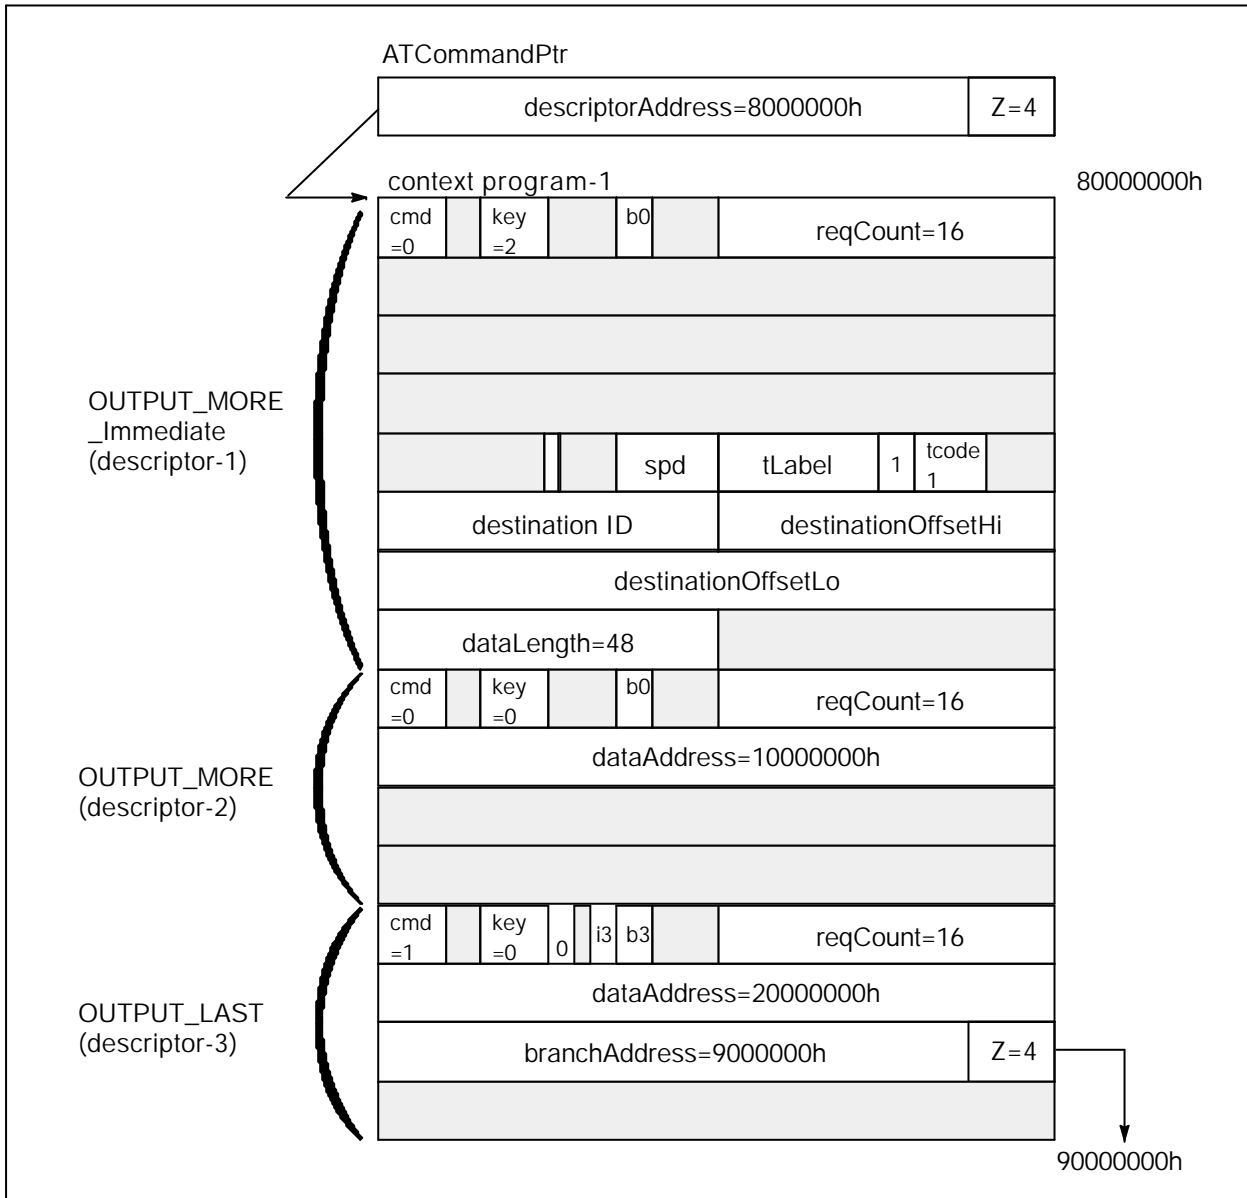 ATCommandPtr
descriptorAddress=8000000h Z=4
context program-1 80000000h
cmd =0 key =2 b0 reqCount=16
OUTPUT_MORE
_Immediate
(descriptor-1)
spd tLabel 1 tcode 1
destination ID destinationOffsetHi
destinationOffsetLo
dataLength=48
cmd =0 key =0 b0 reqCount=16
dataAddress=10000000h
OUTPUT_MORE
(descriptor-2)
cmd =1 key =0 0 i3 b3 reqCount=16
dataAddress=20000000h
OUTPUT_LAST
(descriptor-3)
branchAddress=9000000h Z=4
90000000h